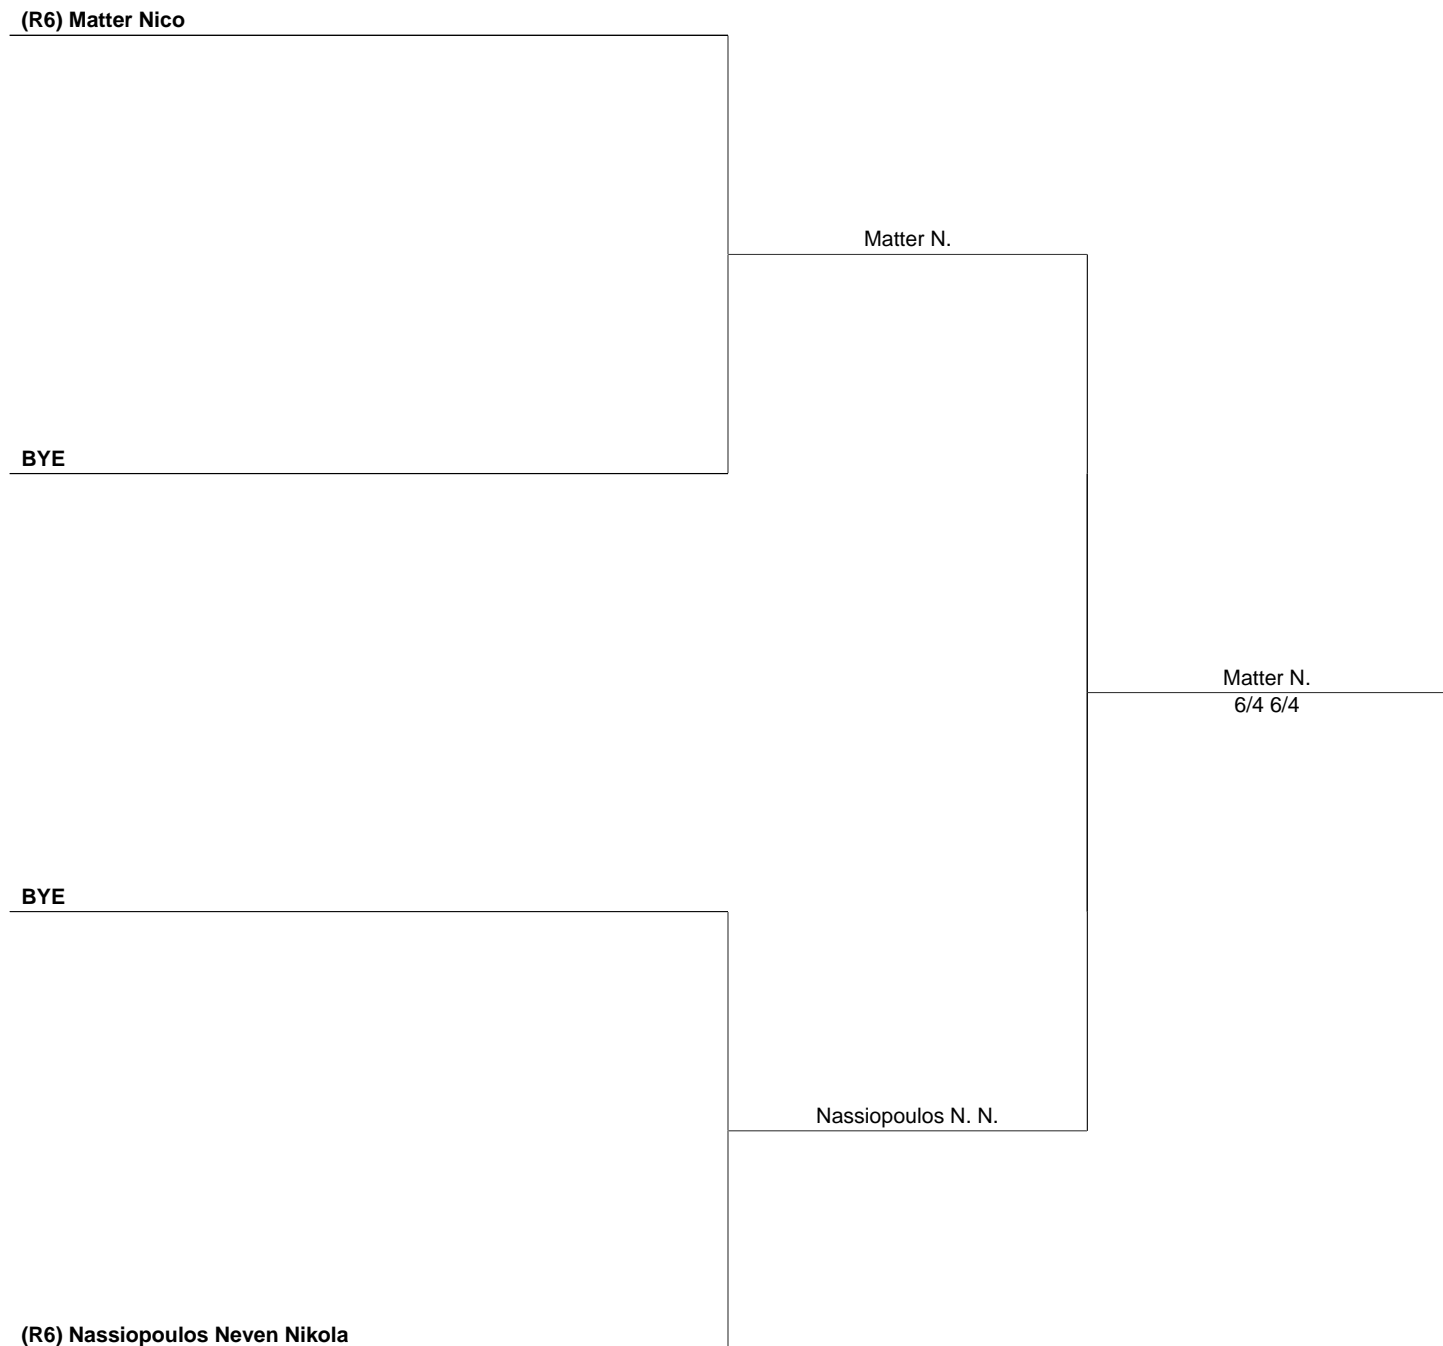 (R6) Matter Nico
Matter N.
BYE
Matter N.
6/4 6/4
BYE
Nassiopoulos N. N.
(R6) Nassiopoulos Neven Nikola